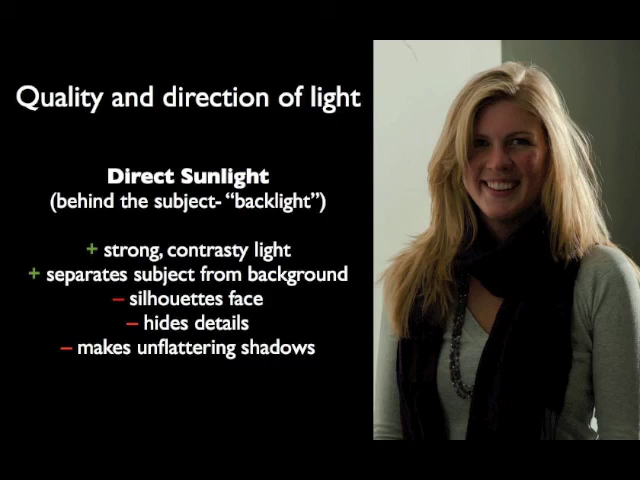 Quality and direction of light
Direct Sunlight
(behind the subject- “backlight”)
+ strong, contrasty light
+ separates subject from background
– silhouettes face
– hides details
– makes unflattering shadows